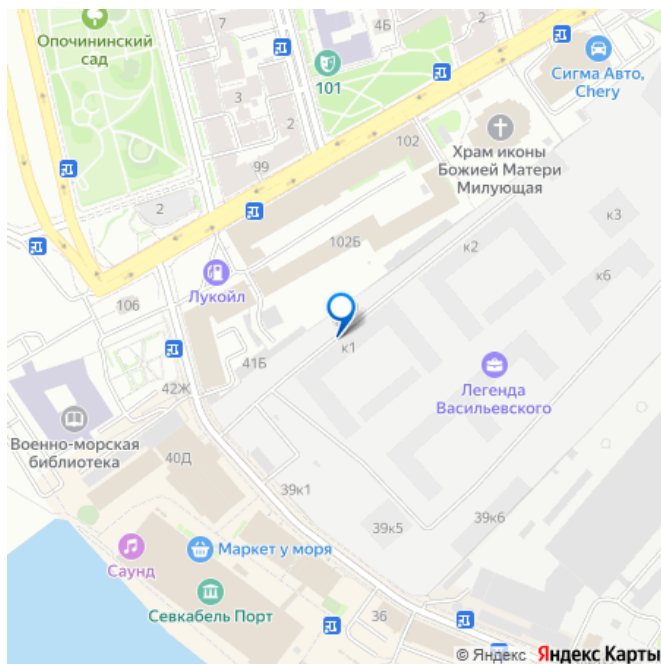 Опочининский
сад
7
4Б
101
3
2
99
102
Сигма Авто,
Chery
Храм иконы
Божией Матери
Милующая
2
102Б
к2
к3
к6
Лукойл
106
41Б
к1
42Ж
Легенда
Васильевского
Военно-морская
библиотека
40Д
39к1
39к5
39к6
Маркет у моря
Саунд
Севкабель Порт
36
© Яндекс Яндекс Карты